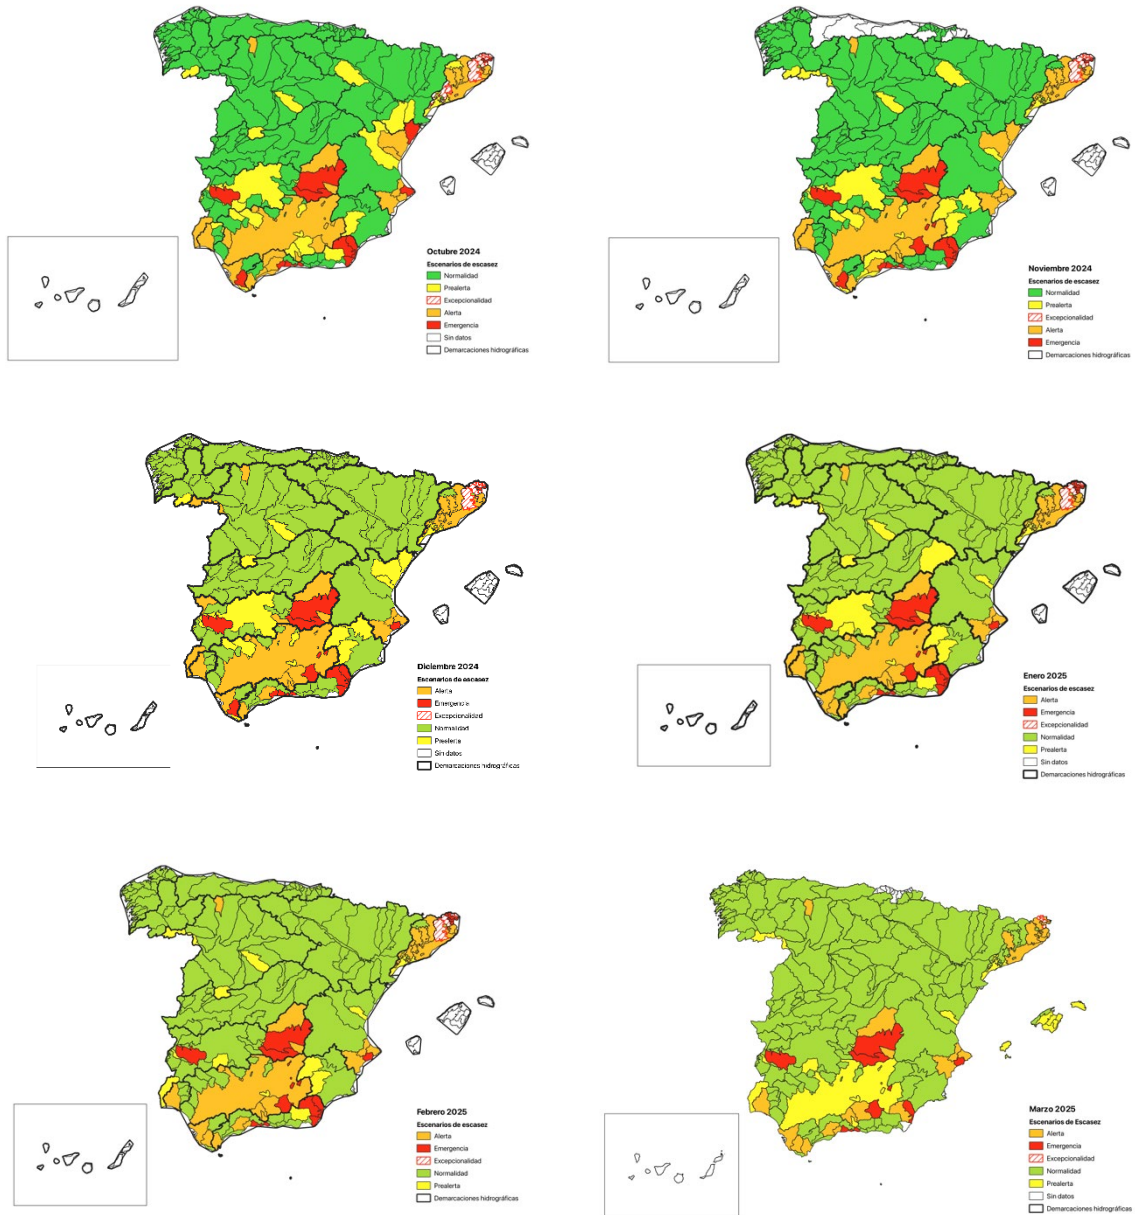 Octubre 2024
Escenarios de escasez
Normalidad
Prealerta
Excepcionalidad
Alerta
Emergencia
Sin datos
Demarcaciones hidrográficas
Noviembre 2024
Escenarios de escasez
Normalidad
Prealerta
Excepcionalidad
Alerta
Emergencia
Demarcaciones hidrográficas
Diciembre 2024
Escenarios de escasez
Alerta
Emergencia
Excepcionalidad
Normalidad
Prealerta
Sin datos
Demarcaciones hidrográficas
Enero 2025
Escenarios de escasez
Alerta
Emergencia
Excepcionalidad
Normalidad
Prealerta
Sin datos
Demarcaciones hidrográficas
Febrero 2025
Escenarios de escasez
Alerta
Emergencia
Excepcionalidad
Normalidad
Prealerta
Demarcaciones hidrográficas
Marzo 2025
Escenarios de Escasez
Alerta
Emergencia
Excepcionalidad
Normalidad
Prealerta
Sin datos
Demarcaciones hidrográficas